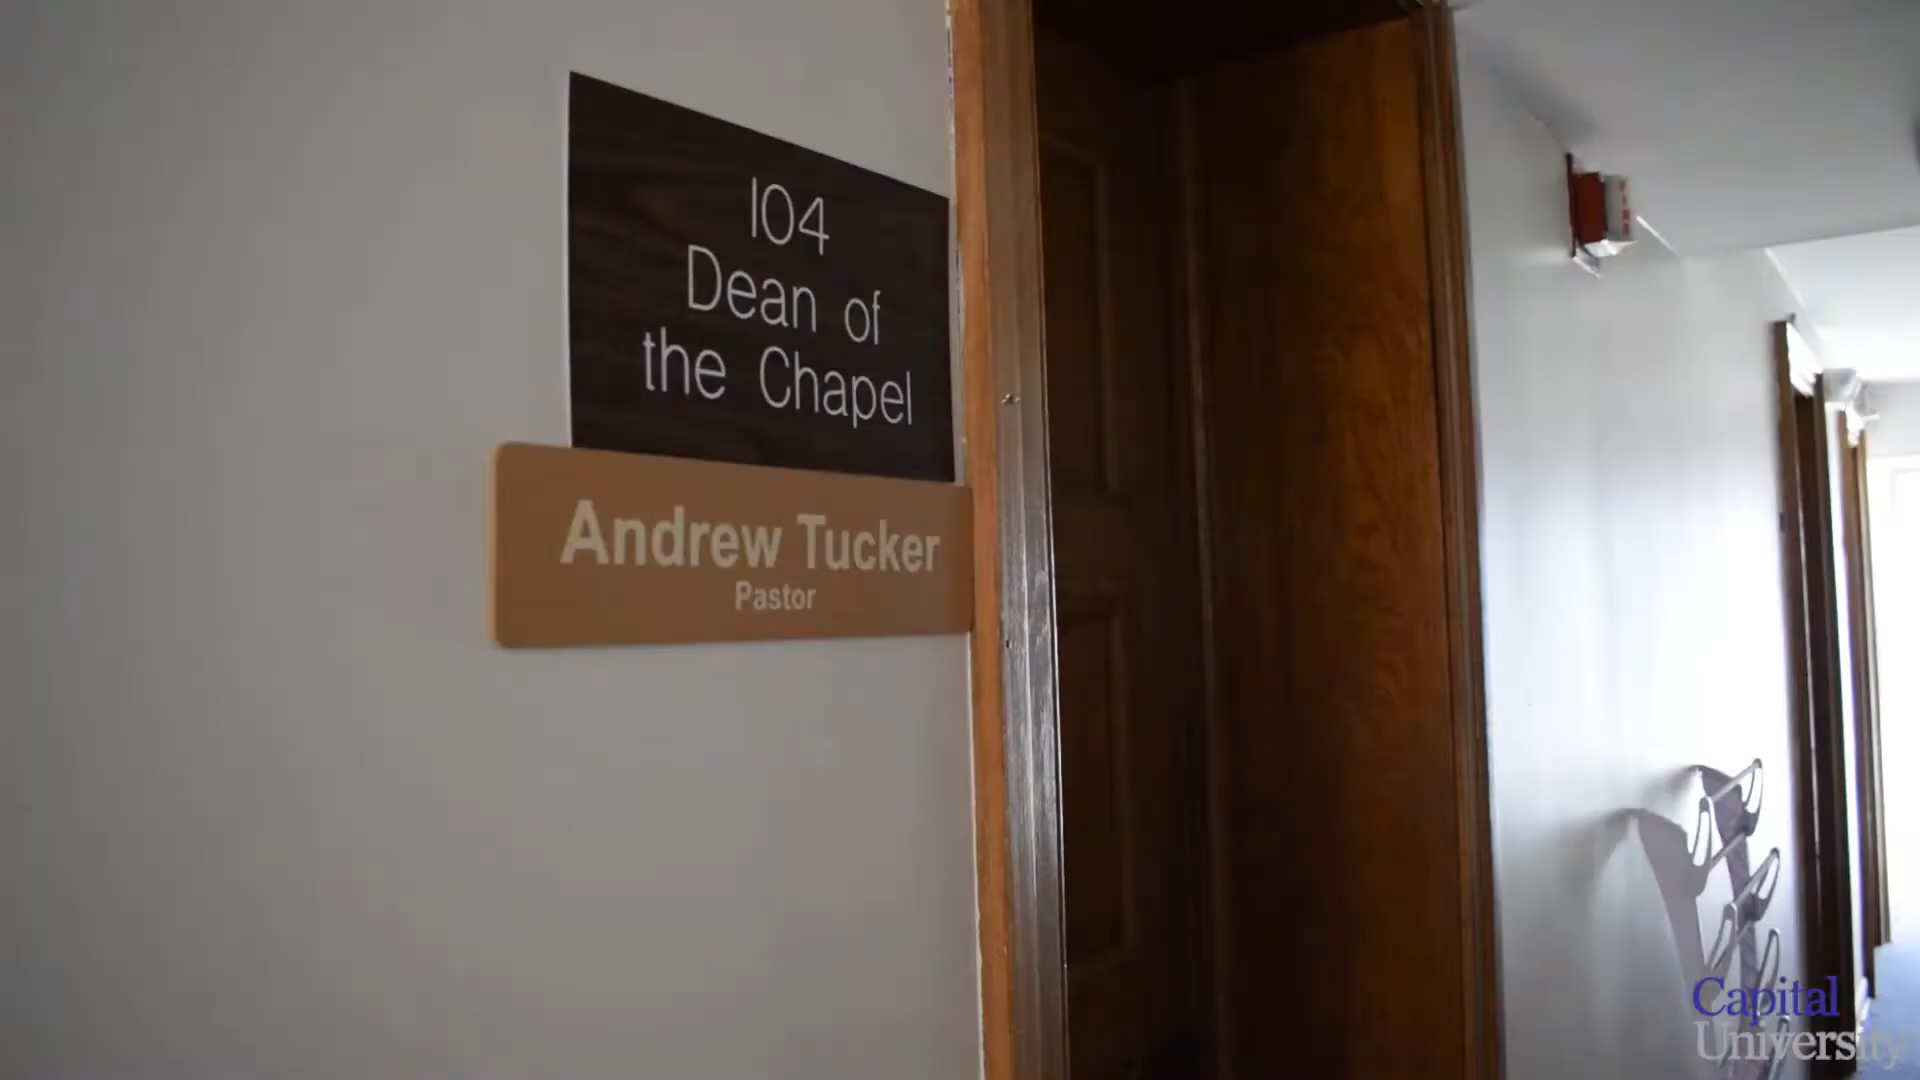 104
Dean of
the Chapel
Andrew Tucker
Pastor
Capital
University